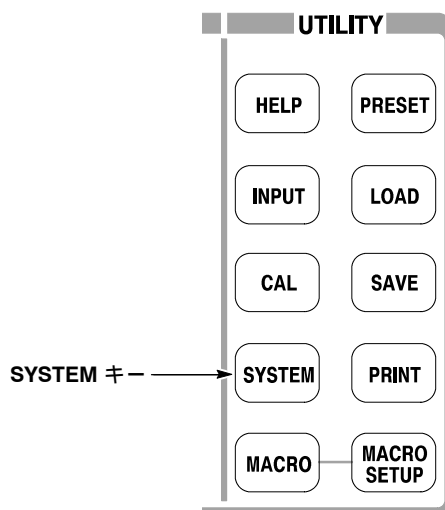 UTILITY
HELP PRESET
INPUT LOAD
CAL SAVE
SYSTEM キー SYSTEM PRINT
MACRO MACRO SETUP